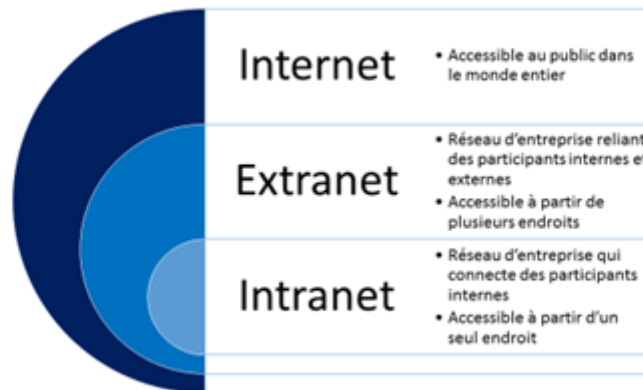 Internet
• Accessible au public dans
le monde entier
Extranet
• Réseau d'entreprise reliant
des participants internes et
externes
• Accessible à partir de
plusieurs endroits
Intranet
• Réseau d'entreprise qui
connecte des participants
internes
• Accessible à partir d'un
seul endroit